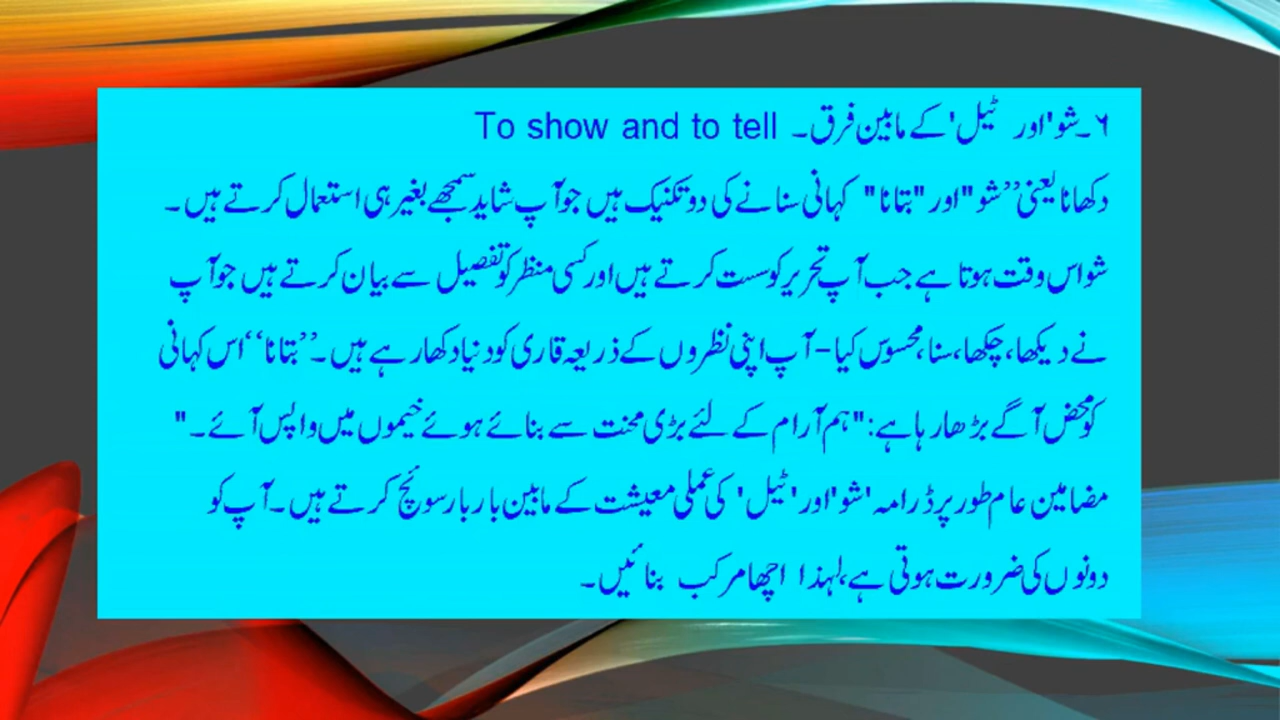 ۶۔شو'اور ٹیل' کے مابین فرق۔ To show and to tell
دکھانا یعنی ’’شو"اور "بتانا" کہانی سنانے کی دو تکنیک ہیں جو آپ شاید سمجھے بغیر ہی استعمال کرتے ہیں۔
شو اس وقت ہوتا ہے جب آپ تحریر کو سست کرتے ہیں اور کسی منظر کو تفصیل سے بیان کرتے ہیں جو آپ
نے دیکھا، چکھا، سنا، محسوس کیا-آپ اپنی نظروں کے ذریعہ قاری کو دنیا دکھا رہے ہیں۔’’بتانا‘‘ اس کہانی
کو محض آگے بڑھا رہا ہے: "ہم آرام کے لئے بڑی محنت سے بنائے ہوئے خیموں میں واپس آئے۔"
مضامین عام طور پر ڈرامہ 'شو'اور 'ٹیل' کی عملی معیشت کے مابین بار بار سوئچ کرتے ہیں۔آپ کو
دونوں کی ضرورت ہوتی ہے،لہذا اچھا مرکب بنائیں۔